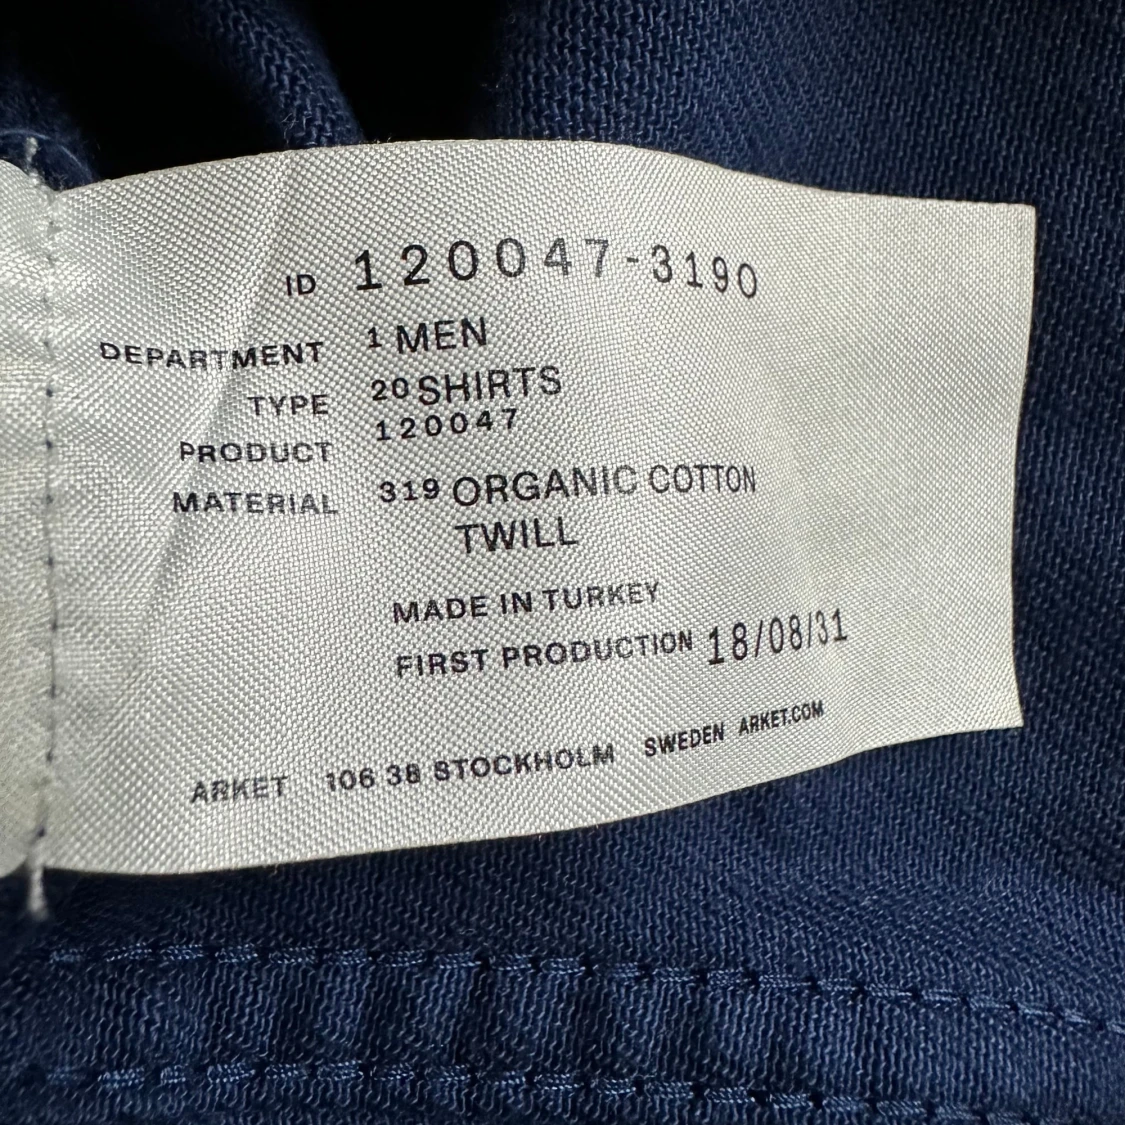 ID 120047-3190
DEPARTMENT 1 MEN
TYPE 20 SHIRTS
PRODUCT 120047
MATERIAL 319 ORGANIC COTTON
TWILL
MADE IN TURKEY
FIRST PRODUCTION 18/08/31
ARKET 106 38 STOCKHOLM SWEDEN ARKET.COM